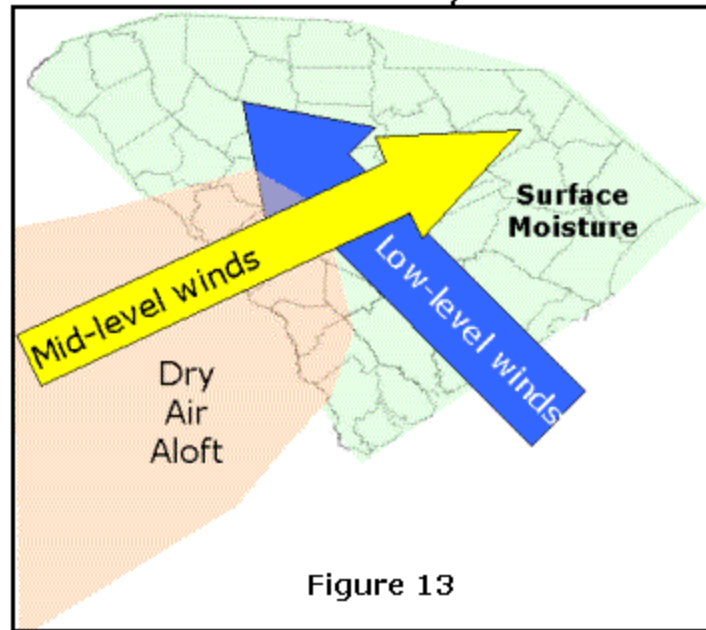 Surface
Moisture
Mid-level winds
Low-level winds
Dry
Air
Aloft
Figure 13